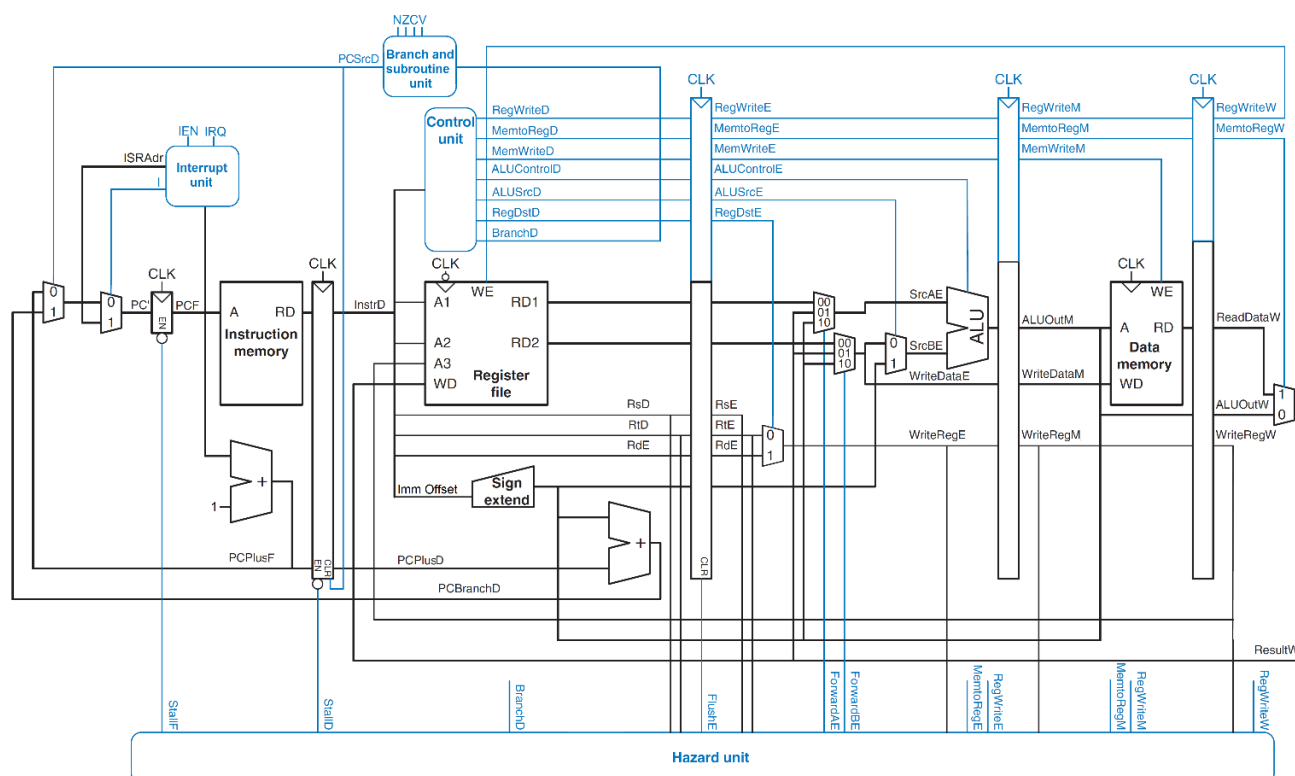 NZCV
PCSrcD
Branch and
subroutine
unit
CLK
CLK
CLK
Control
unit
RegWriteD
MemtoRegD
MemWriteD
ALUControlD
ALUSrcD
RegDstD
BranchD
RegWriteE
MemtoRegE
MemWriteE
ALUControlE
ALUSrcE
RegDstE
RegWriteM
MemtoRegM
MemWriteM
RegWriteW
MemtoRegW
IEN IRQ
ISRAdr
I
Interrupt
unit
0
1
0
1
PC'
CLK
EN
PCF
A RD
Instruction
memory
CLK
InstrD
CLK
WE
A1 RD1
A2 RD2
A3
WD
Register
file
00
01
10
00
01
10
0
1
SrcAE
SrcBE
ALU
WriteDataE
ALUOutM
WriteDataM
CLK
WE
A RD
Data
memory
WD
ReadDataW
ALUOutW
1
0
RsD RsE
RtD RtE
RdE RdE
0
1
WriteRegE
WriteRegM
WriteRegW
Imm Offset
Sign
extend
+
1
+
PCPlusF
EN
CLR
PCPlusD
PCBranchD
CLR
ResultW
StallF
StallD
BranchD
FlushE
ForwardAE
ForwardBE
MemtoRegE
RegWriteE
MemtoRegM
RegWriteM
RegWriteW
Hazard unit